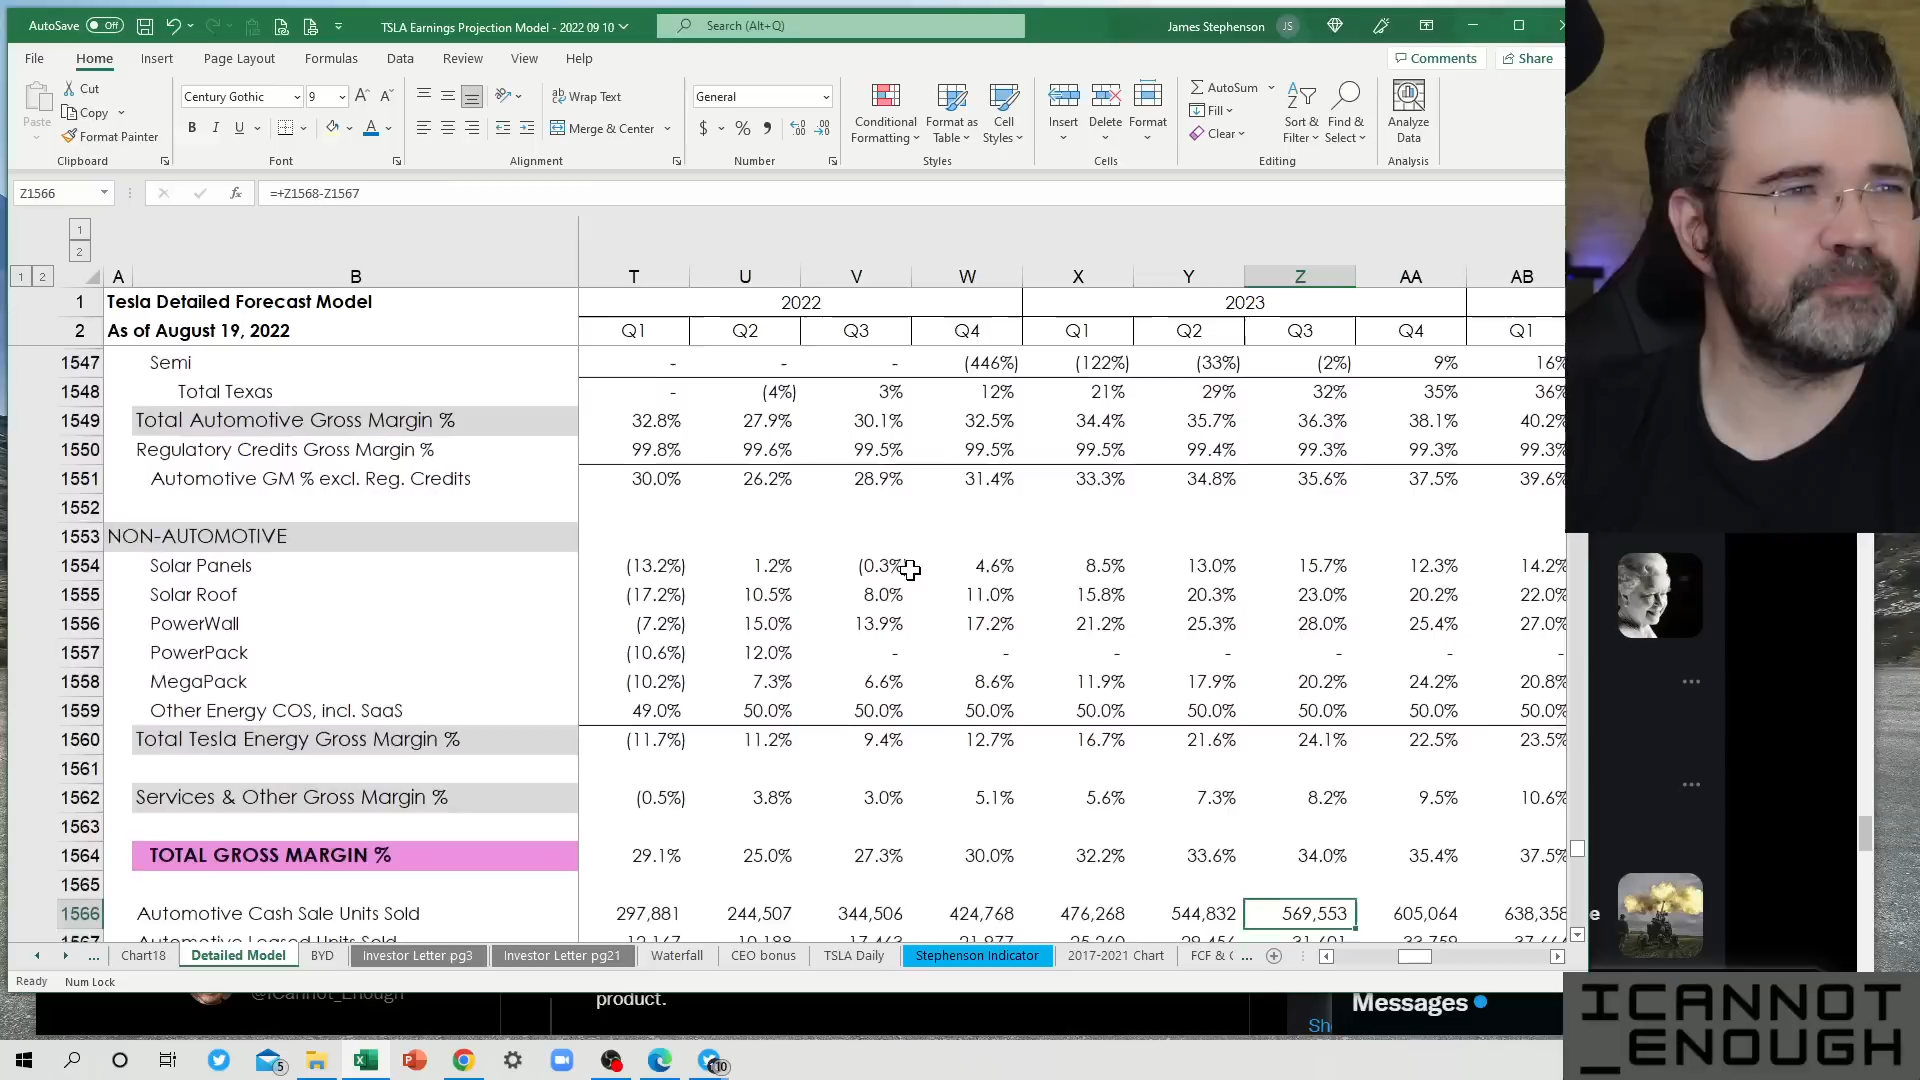 AutoSave Off TSLA Earnings Projection Model - 2022 09 10 Search (Alt+Q) James Stephenson JS
File Home Insert Page Layout Formulas Data Review View Help Comments Share
Paste Cut Copy Format Painter Clipboard
Century Gothic 9 B I U A Font
Wrap Text Merge & Center Alignment
General $ % Number
Conditional Formatting Format as Table Cell Styles Styles
Insert Delete Format Cells
AutoSum Fill Clear Sort & Filter Find & Select Editing
Analyze Data Analysis
Z1566 fx =+Z1568-Z1567
1
2
1 2 A B T U V W X Y Z AA AB
1 Tesla Detailed Forecast Model 2022 2023
2 As of August 19, 2022 Q1 Q2 Q3 Q4 Q1 Q2 Q3 Q4 Q1
1547 Semi - - - (446%) (122%) (33%) (2%) 9% 16%
1548 Total Texas - (4%) 3% 12% 21% 29% 32% 35% 36%
1549 Total Automotive Gross Margin % 32.8% 27.9% 30.1% 32.5% 34.4% 35.7% 36.3% 38.1% 40.2%
1550 Regulatory Credits Gross Margin % 99.8% 99.6% 99.5% 99.5% 99.5% 99.4% 99.3% 99.3% 99.3%
1551 Automotive GM % excl. Reg. Credits 30.0% 26.2% 28.9% 31.4% 33.3% 34.8% 35.6% 37.5% 39.6%
1552
1553 NON-AUTOMOTIVE
1554 Solar Panels (13.2%) 1.2% (0.3% 4.6% 8.5% 13.0% 15.7% 12.3% 14.2%
1555 Solar Roof (17.2%) 10.5% 8.0% 11.0% 15.8% 20.3% 23.0% 20.2% 22.0%
1556 PowerWall (7.2%) 15.0% 13.9% 17.2% 21.2% 25.3% 28.0% 25.4% 27.0%
1557 PowerPack (10.6%) 12.0% - - - - - - -
1558 MegaPack (10.2%) 7.3% 6.6% 8.6% 11.9% 17.9% 20.2% 24.2% 20.8%
1559 Other Energy COS, incl. SaaS 49.0% 50.0% 50.0% 50.0% 50.0% 50.0% 50.0% 50.0% 50.0%
1560 Total Tesla Energy Gross Margin % (11.7%) 11.2% 9.4% 12.7% 16.7% 21.6% 24.1% 22.5% 23.5%
1561
1562 Services & Other Gross Margin % (0.5%) 3.8% 3.0% 5.1% 5.6% 7.3% 8.2% 9.5% 10.6%
1563
1564 TOTAL GROSS MARGIN % 29.1% 25.0% 27.3% 30.0% 32.2% 33.6% 34.0% 35.4% 37.5%
1565
1566 Automotive Cash Sale Units Sold 297,881 244,507 344,506 424,768 476,268 544,832 569,553 605,064 638,358
... Chart18 Detailed Model BYD Investor Letter pg3 Investor Letter pg21 Waterfall CEO bonus TSLA Daily Stephenson Indicator 2017-2021 Chart FCF & ...
Ready Num Lock
@ICannot_Enough product. Messages
Sh
ICANNOT
_ENOUGH
5 10